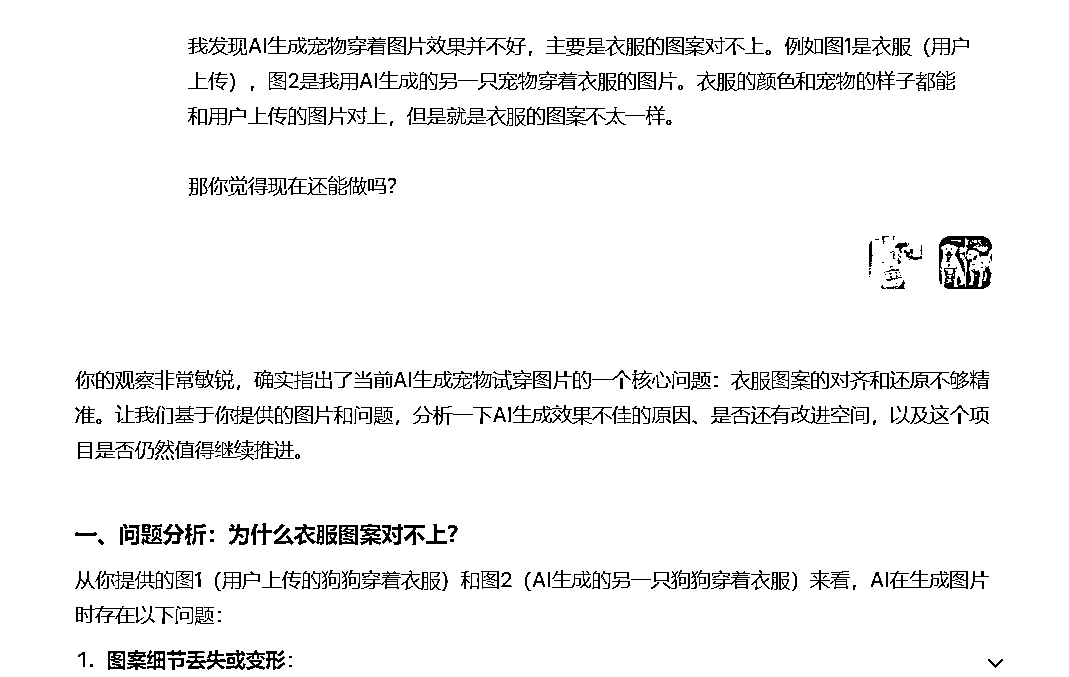 我发现AI生成宠物穿着图片效果并不好，主要是衣服的图案对不上。例如图1是衣服（用户
上传），图2是我用AI生成的另一只宠物穿着衣服的图片。衣服的颜色和宠物的样子都能
和用户上传的图片对上，但是就是衣服的图案不太一样。
那你觉得现在还能做吗？
你的观察非常敏锐，确实指出了当前AI生成宠物试穿图片的一个核心问题：衣服图案的对齐和还原不够精
准。让我们基于你提供的图片和问题，分析一下AI生成效果不佳的原因、是否还有改进空间，以及这个项
目是否仍然值得继续推进。
一、问题分析：为什么衣服图案对不上？
从你提供的图1（用户上传的狗狗穿着衣服）和图2（AI生成的另一只狗狗穿着衣服）来看，AI在生成图片
时存在以下问题：
1. 图案细节丢失或变形：